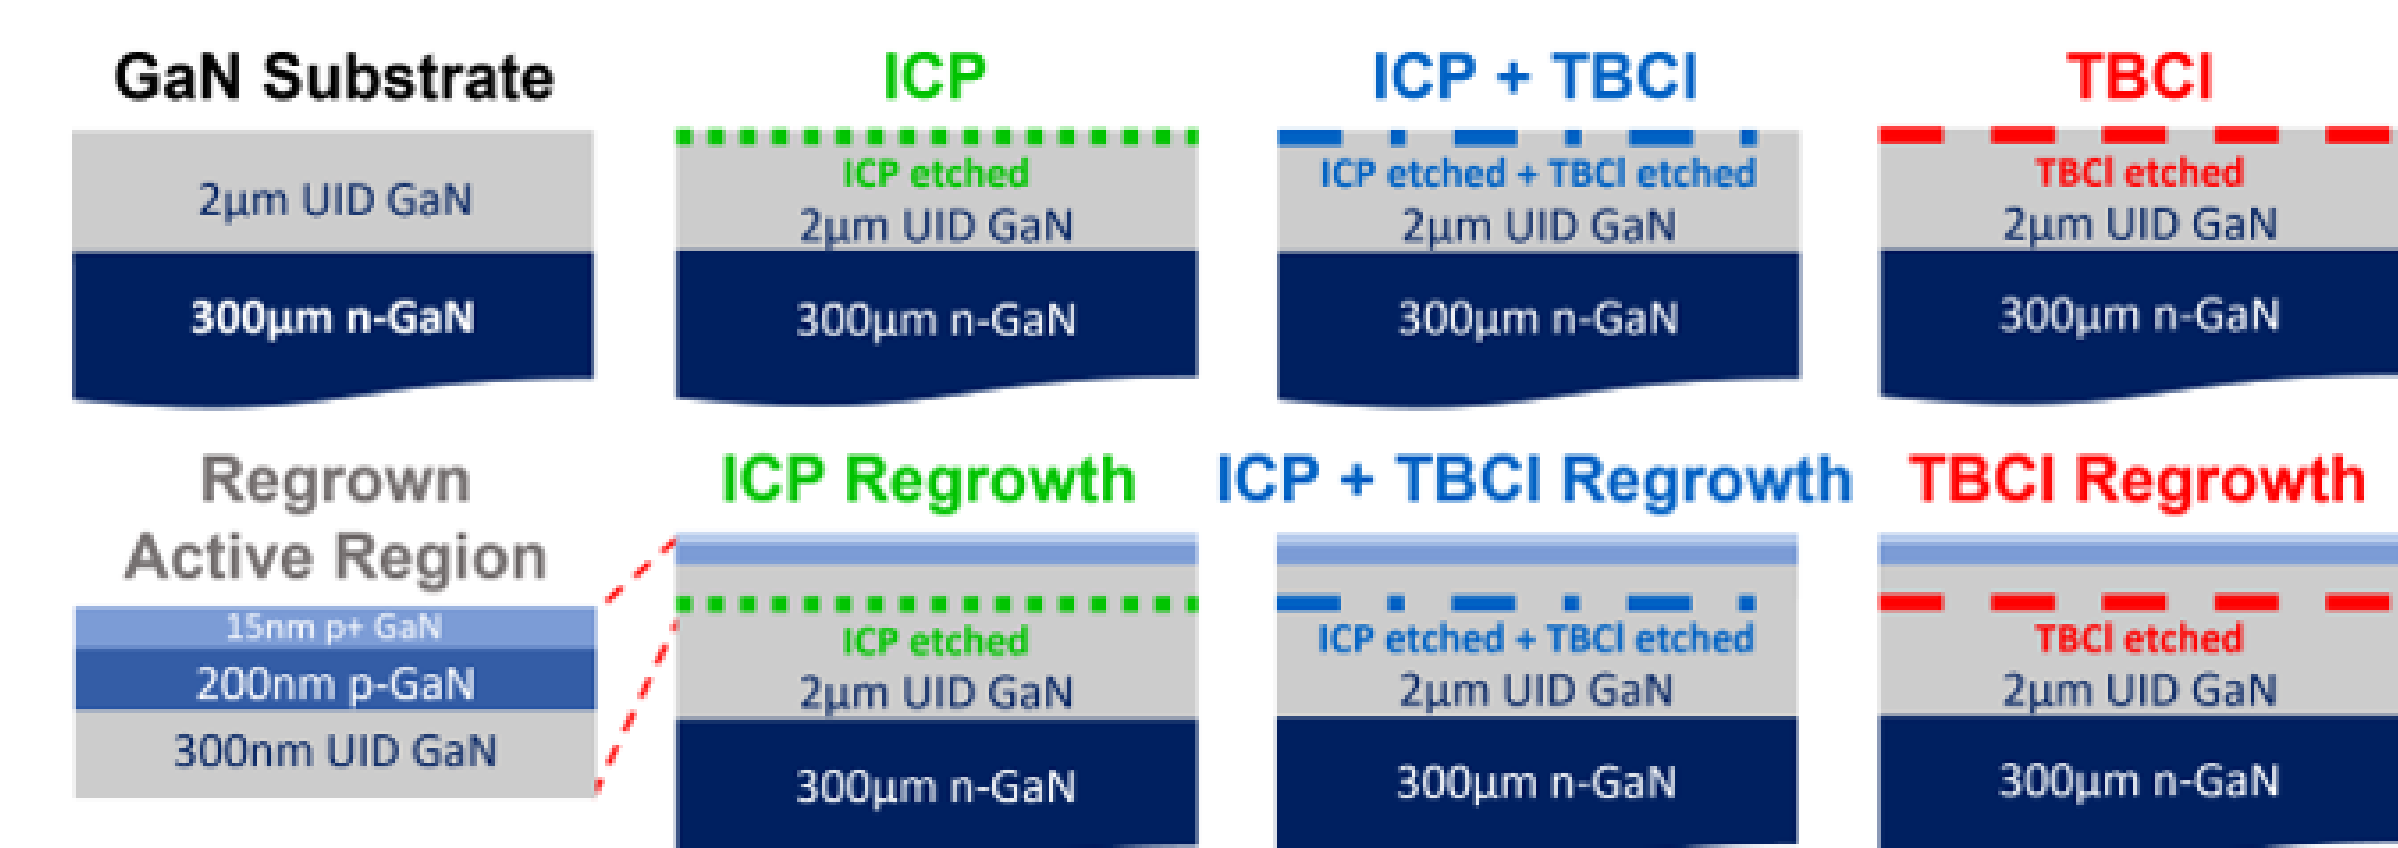 GaN Substrate
2μm UID GaN
300μm n-GaN
ICP
ICP etched
2μm UID GaN
300μm n-GaN
ICP + TBCl
ICP etched + TBCl etched
2μm UID GaN
300μm n-GaN
TBCl
TBCl etched
2μm UID GaN
300μm n-GaN
Regrown
Active Region
15nm p+ GaN
200nm p-GaN
300nm UID GaN
ICP Regrowth
ICP etched
2μm UID GaN
300μm n-GaN
ICP + TBCl Regrowth
ICP etched + TBCl etched
2μm UID GaN
300μm n-GaN
TBCl Regrowth
TBCl etched
2μm UID GaN
300μm n-GaN